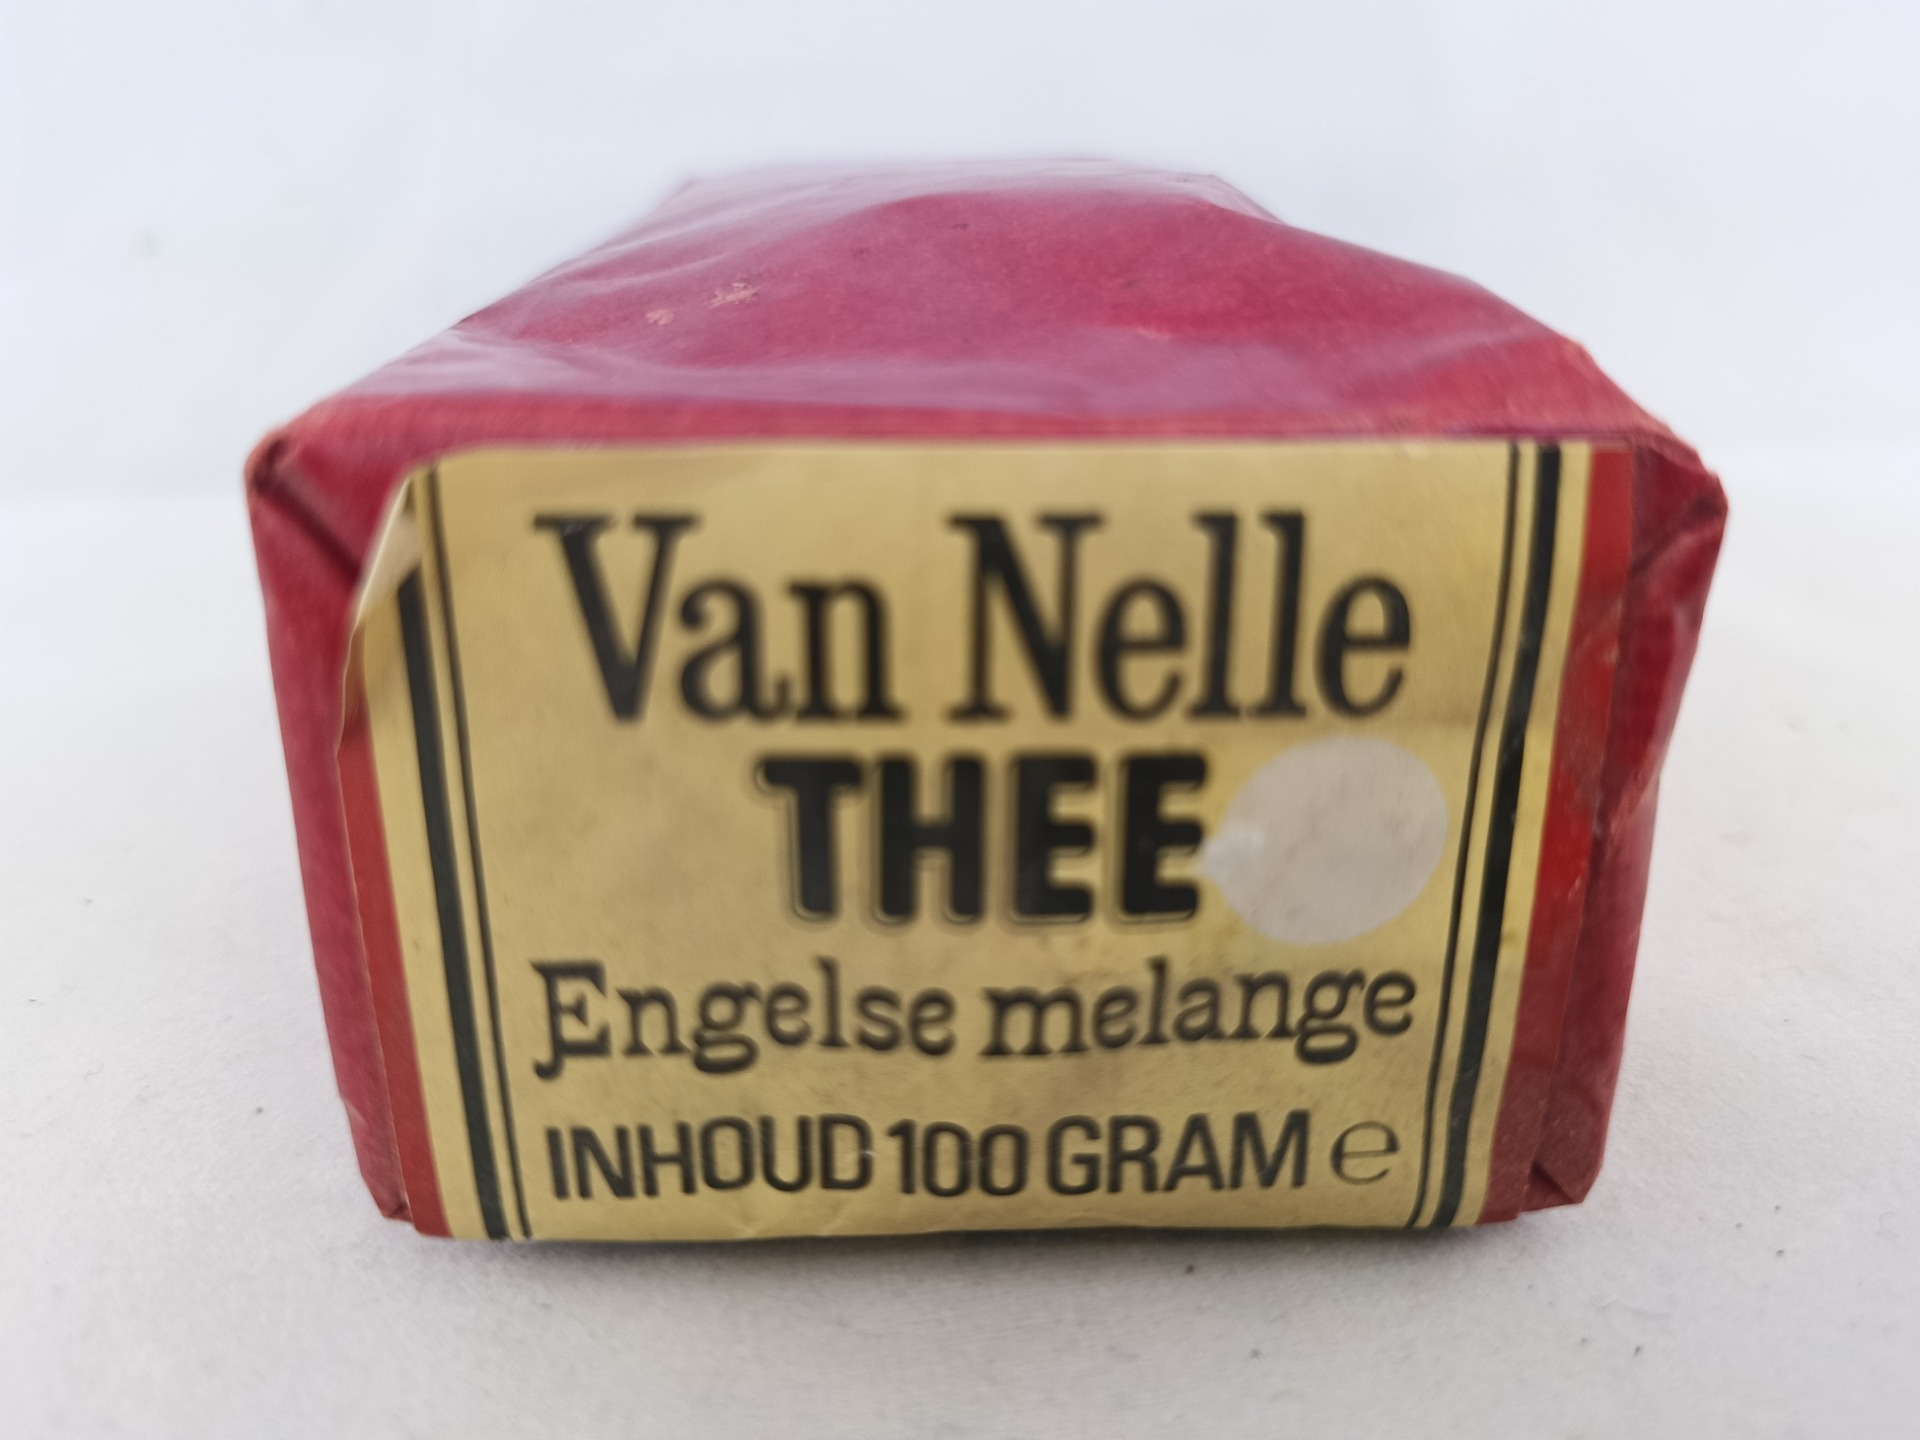 Van Nelle
THEE
Engelse melange
INHOUD 100 GRAM e